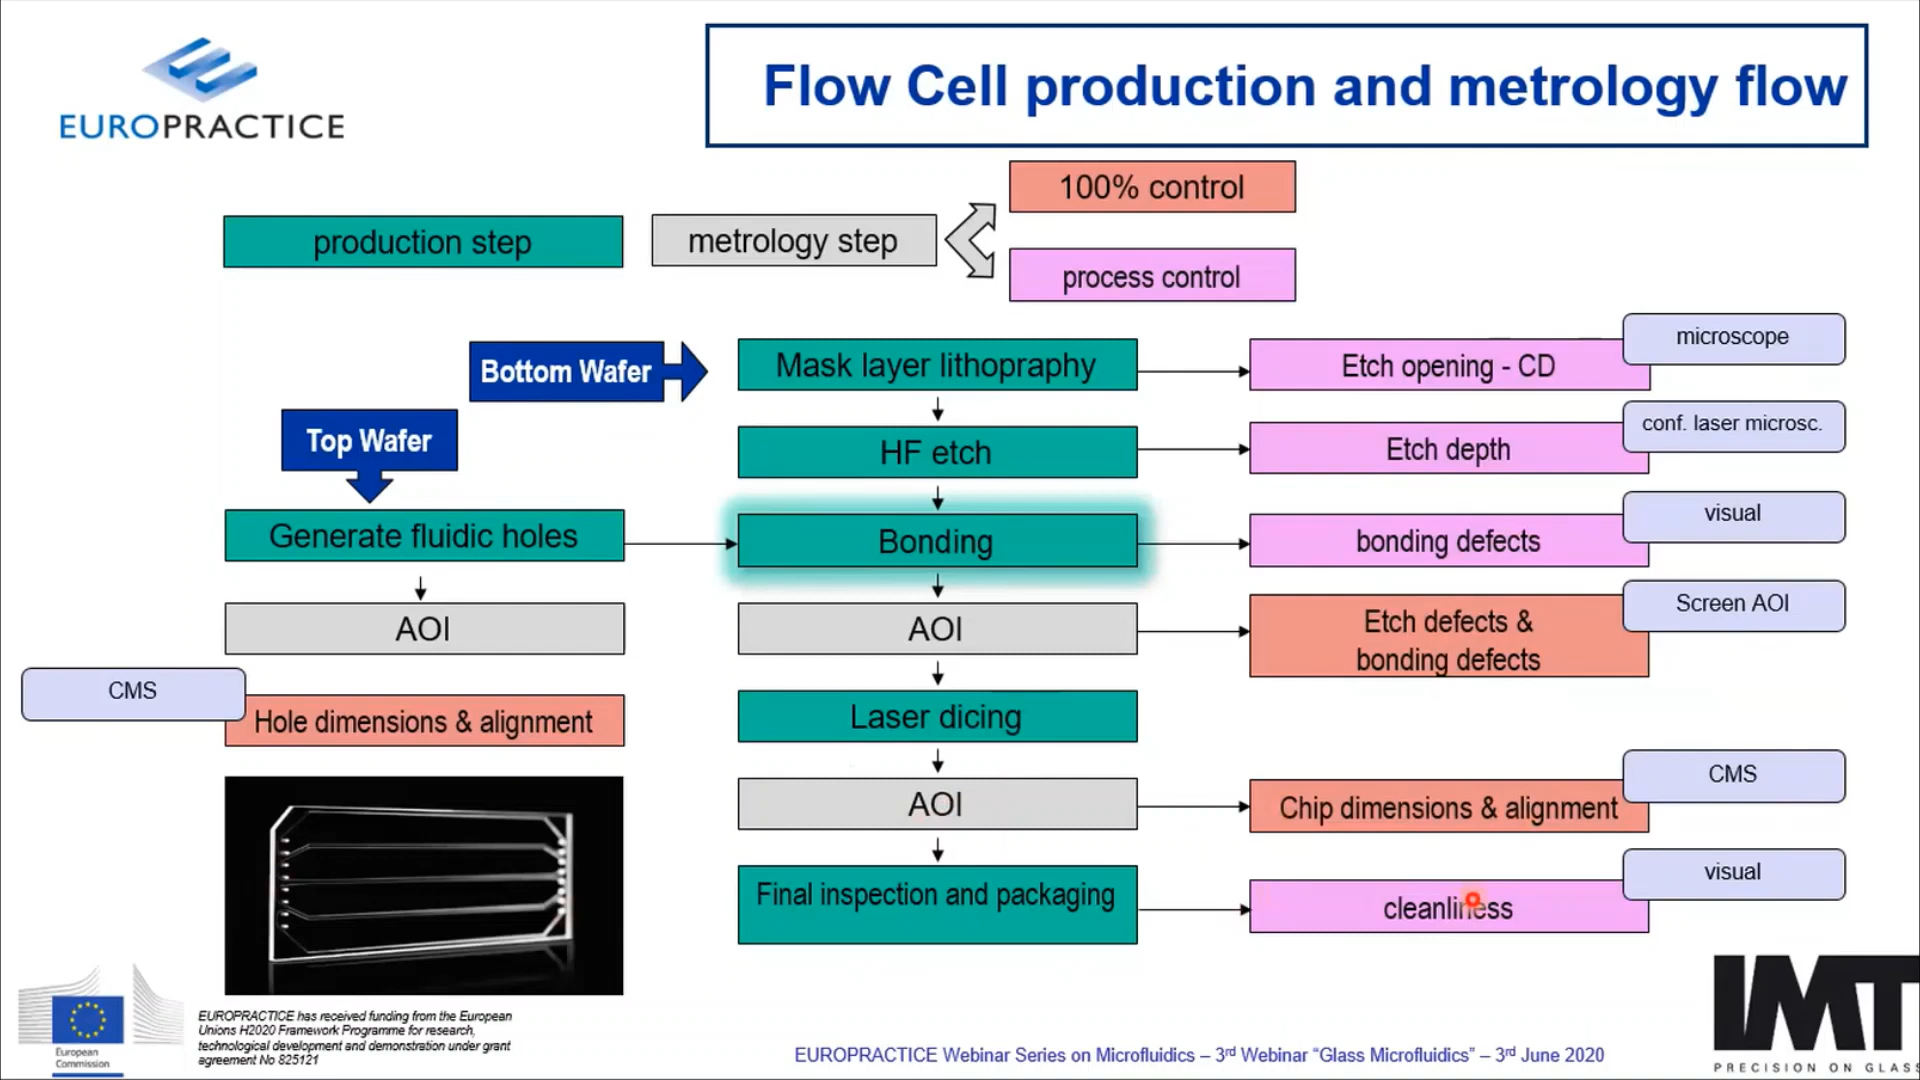 EUROPRACTICE
Flow Cell production and metrology flow
100% control
production step
metrology step
process control
Bottom Wafer
Mask layer lithopraphy
Etch opening - CD
microscope
Top Wafer
HF etch
Etch depth
conf. laser microsc.
Generate fluidic holes
Bonding
bonding defects
visual
AOI
AOI
Etch defects &
bonding defects
Screen AOI
CMS
Hole dimensions & alignment
Laser dicing
AOI
Chip dimensions & alignment
CMS
Final inspection and packaging
cleanliness
visual
European
Commission
EUROPRACTICE has received funding from the European
Unions H2020 Framework Programme for research,
technological development and demonstration under grant
agreement No 825121
EUROPRACTICE Webinar Series on Microfluidics – 3rd Webinar “Glass Microfluidics” – 3rd June 2020
IMT
PRECISION ON GLASS